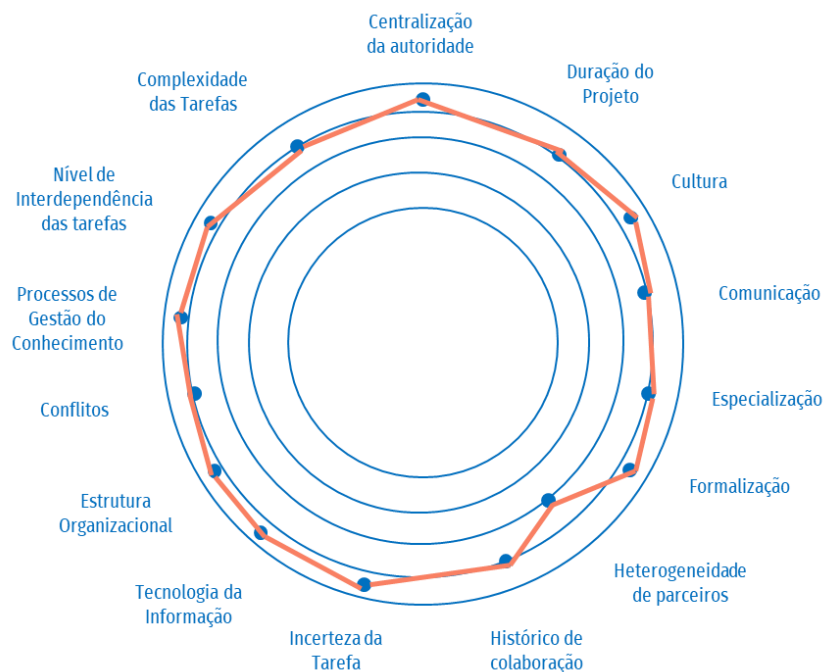 Centralização
da autoridade
Duração do
Projeto
Cultura
Comunicação
Especialização
Formalização
Heterogeneidade
de parceiros
Histórico de
colaboração
Incerteza da
Tarefa
Tecnologia da
Informação
Estrutura
Organizacional
Conflitos
Processos de
Gestão do
Conhecimento
Nível de
Interdependência
das tarefas
Complexidade
das Tarefas